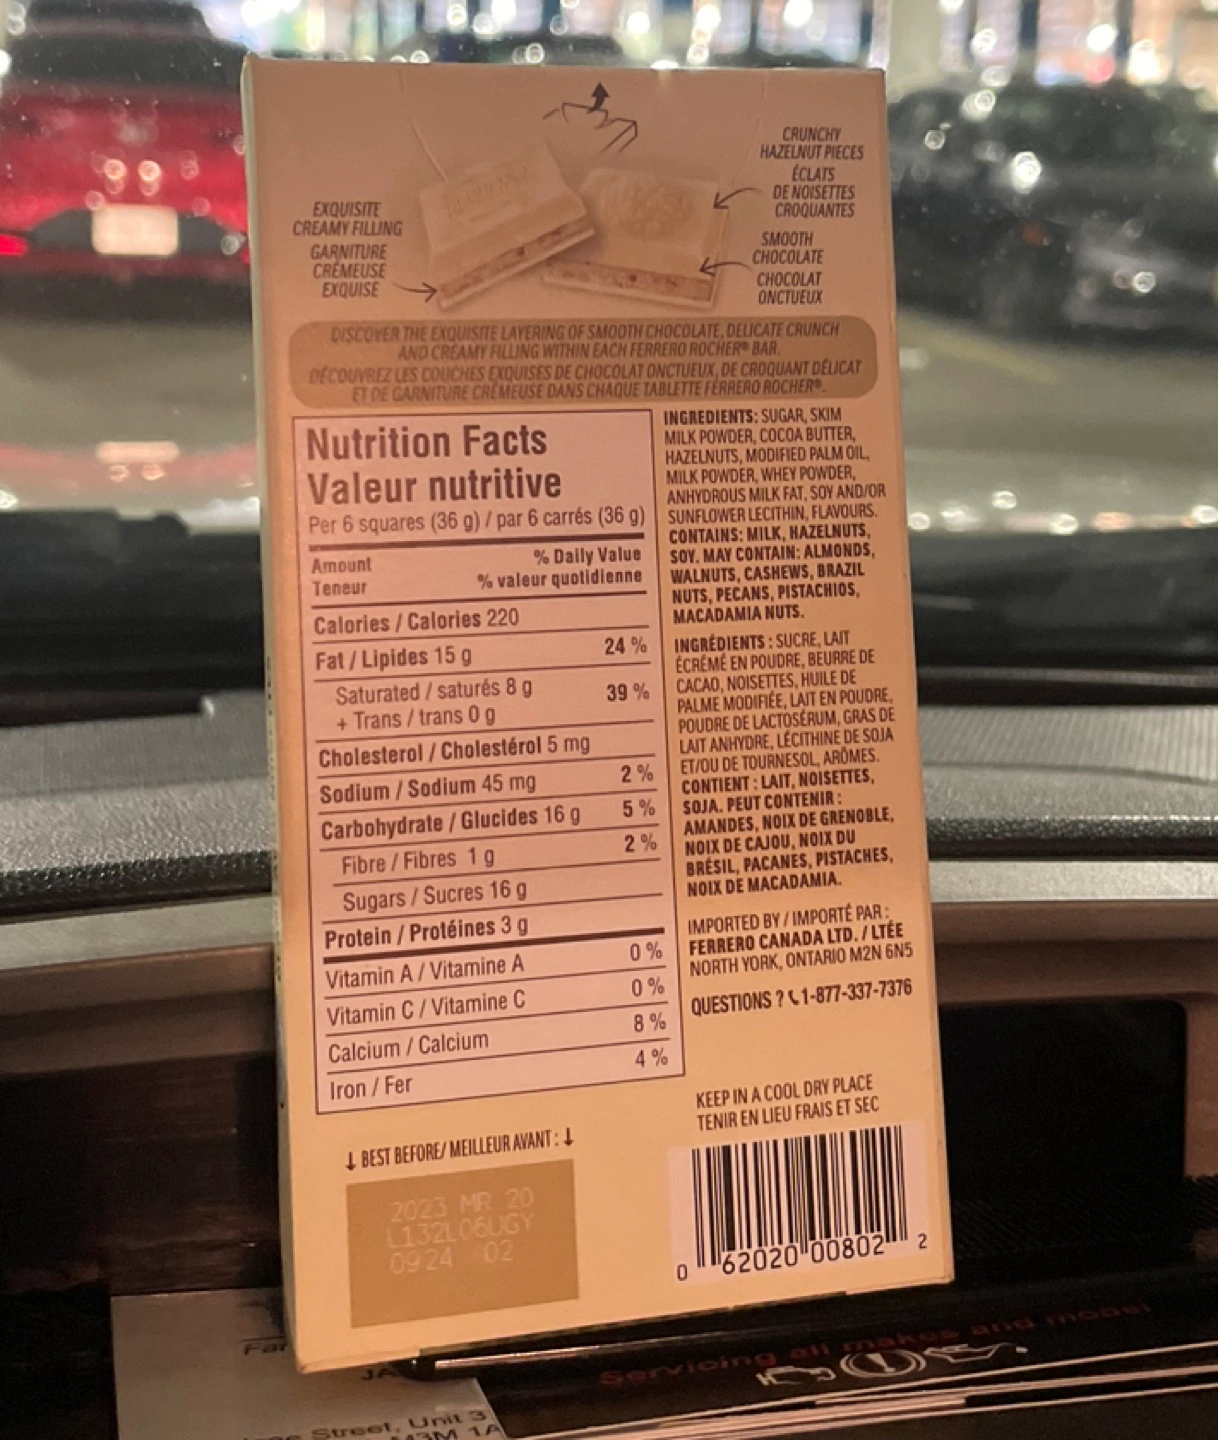 CRUNCHY
HAZELNUT PIECES
ÉCLATS
DE NOISETTES
CROQUANTES
EXQUISITE
CREAMY FILLING
GARNITURE
CRÉMEUSE
EXQUISE
SMOOTH
CHOCOLATE
CHOCOLAT
ONCTUEUX
DISCOVER THE EXQUISITE LAYERING OF SMOOTH CHOCOLATE, DELICATE CRUNCH
AND CREAMY FILLING WITHIN EACH FERRERO ROCHER® BAR.
DÉCOUVREZ LES COUCHES EXQUISES DE CHOCOLAT ONCTUEUX, DE CROQUANT DÉLICAT
ET DE GARNITURE CRÉMEUSE DANS CHAQUE TABLETTE FERRERO ROCHER®.
Nutrition Facts
Valeur nutritive
Per 6 squares (36 g) / par 6 carrés (36 g)
Amount % Daily Value
Teneur % valeur quotidienne
Calories / Calories 220
Fat / Lipides 15 g 24 %
Saturated / saturés 8 g 39 %
+ Trans / trans 0 g
Cholesterol / Cholestérol 5 mg
Sodium / Sodium 45 mg 2 %
Carbohydrate / Glucides 16 g 5 %
Fibre / Fibres 1 g 2 %
Sugars / Sucres 16 g
Protein / Protéines 3 g
Vitamin A / Vitamine A 0 %
Vitamin C / Vitamine C 0 %
Calcium / Calcium 8 %
Iron / Fer 4 %
INGREDIENTS: SUGAR, SKIM
MILK POWDER, COCOA BUTTER,
HAZELNUTS, MODIFIED PALM OIL,
MILK POWDER, WHEY POWDER,
ANHYDROUS MILK FAT, SOY AND/OR
SUNFLOWER LECITHIN, FLAVOURS.
CONTAINS: MILK, HAZELNUTS,
SOY. MAY CONTAIN: ALMONDS,
WALNUTS, CASHEWS, BRAZIL
NUTS, PECANS, PISTACHIOS,
MACADAMIA NUTS.
INGRÉDIENTS : SUCRE, LAIT
ÉCRÉMÉ EN POUDRE, BEURRE DE
CACAO, NOISETTES, HUILE DE
PALME MODIFIÉE, LAIT EN POUDRE,
POUDRE DE LACTOSÉRUM, GRAS DE
LAIT ANHYDRE, LÉCITHINE DE SOJA
ET/OU DE TOURNESOL, ARÔMES.
CONTIENT : LAIT, NOISETTES,
SOJA. PEUT CONTENIR :
AMANDES, NOIX DE GRENOBLE,
NOIX DE CAJOU, NOIX DU
BRÉSIL, PACANES, PISTACHES,
NOIX DE MACADAMIA.
IMPORTED BY / IMPORTÉ PAR :
FERRERO CANADA LTD. / LTÉE
NORTH YORK, ONTARIO M2N 6N5
QUESTIONS ? 1-877-337-7376
KEEP IN A COOL DRY PLACE
TENIR EN LIEU FRAIS ET SEC
↓ BEST BEFORE/ MEILLEUR AVANT : ↓
2023 MR 20
L132L06UGY
0924 02
0 62020 00802 2
Servicing all makes and model
Street, Unit 3
M3M 1A